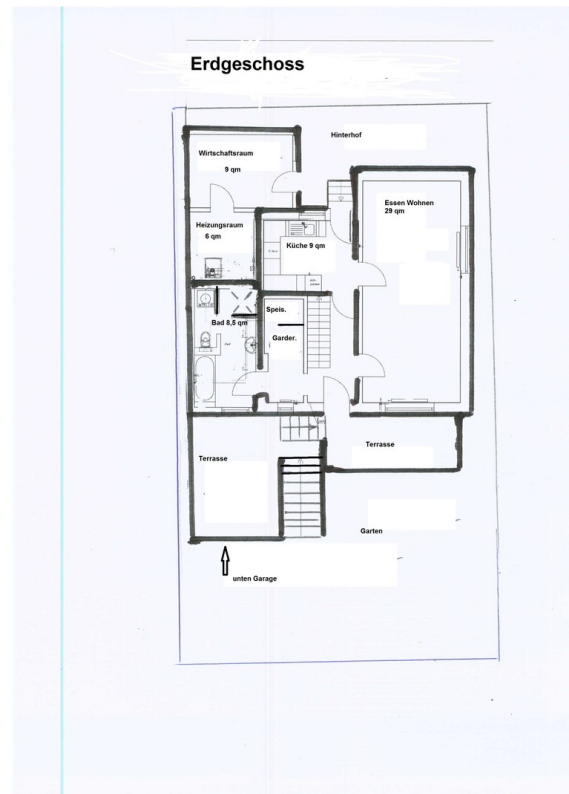 Erdgeschoss
Hinterhof
Wirtschaftsraum
9 qm
Essen Wohnen
29 qm
Heizungsraum
6 qm
Küche 9 qm
Speis.
Bad 8,5 qm
Garder.
Terrasse
Terrasse
Garten
unten Garage